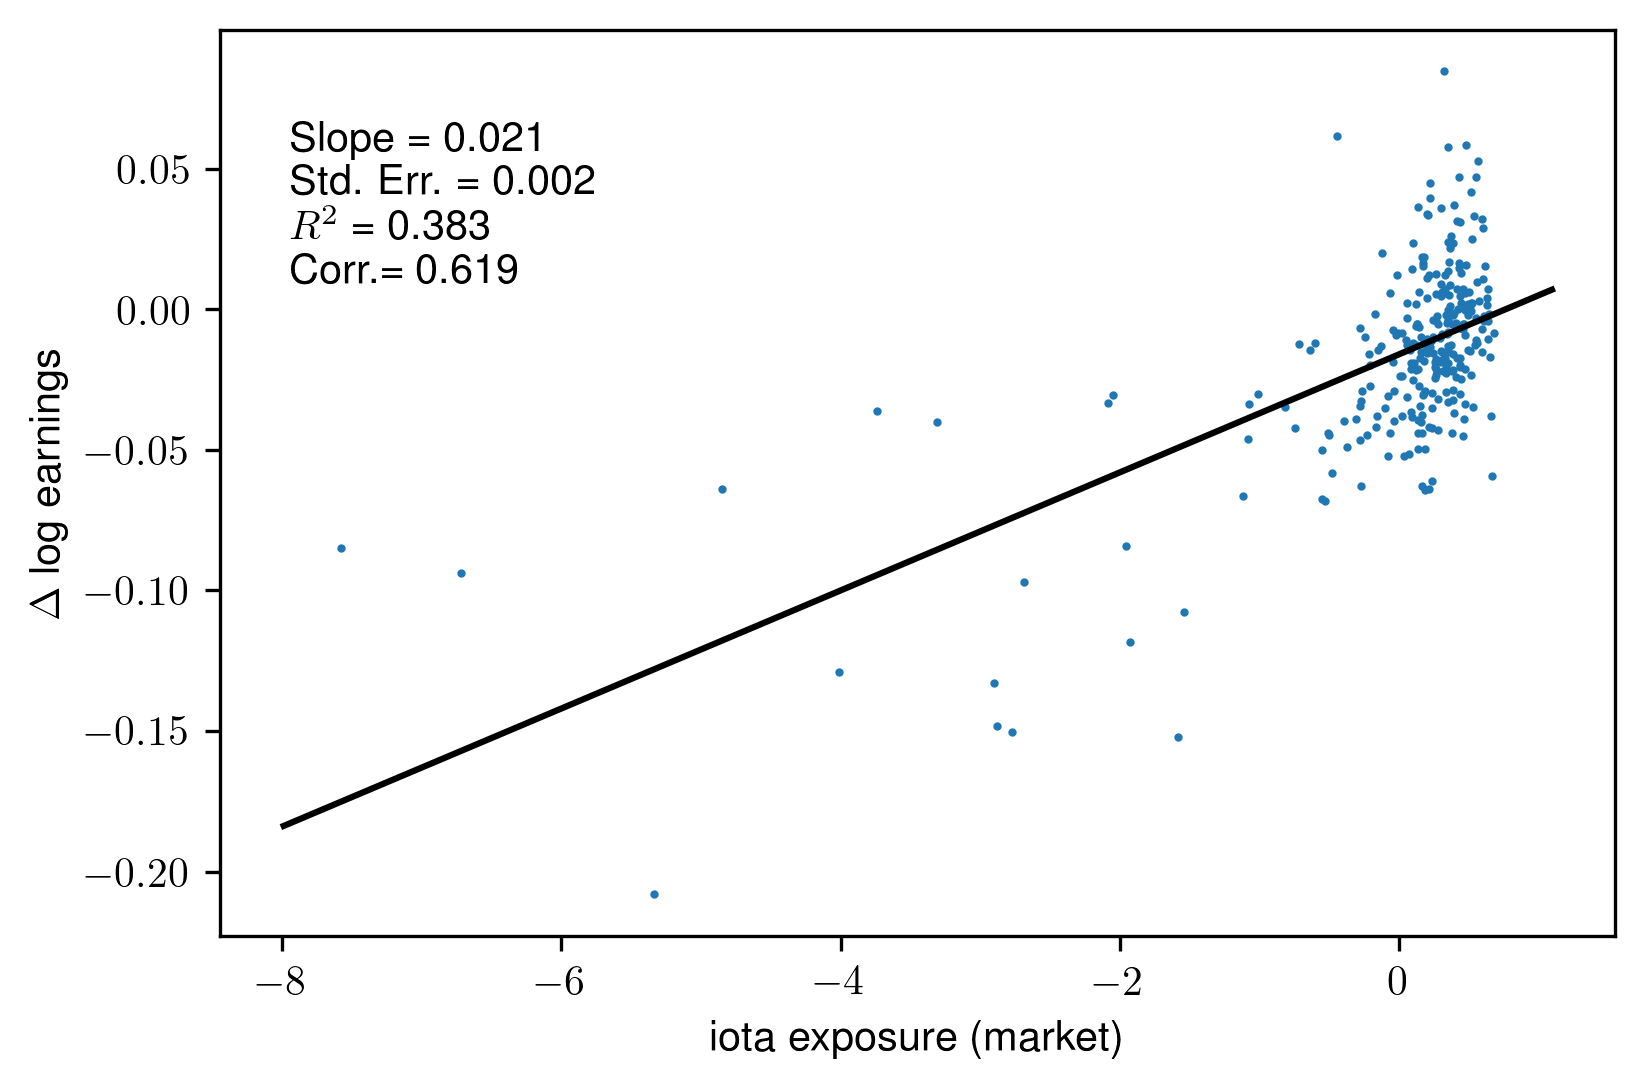 Slope = 0.021
Std. Err. = 0.002
R² = 0.383
Corr.= 0.619
0.05
0.00
−0.05
−0.10
−0.15
−0.20
Δ log earnings
−8
−6
−4
−2
0
iota exposure (market)